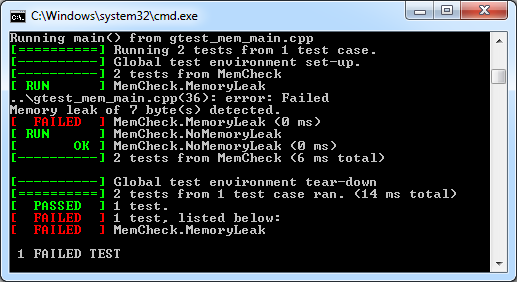 C:\Windows\system32\cmd.exe
Running main() from gtest_mem_main.cpp
[==========] Running 2 tests from 1 test case.
[----------] Global test environment set-up.
[----------] 2 tests from MemCheck
[ RUN      ] MemCheck.MemoryLeak
..\gtest_mem_main.cpp(36): error: Failed
Memory leak of 7 byte(s) detected.
[  FAILED  ] MemCheck.MemoryLeak (0 ms)
[ RUN      ] MemCheck.NoMemoryLeak
[       OK ] MemCheck.NoMemoryLeak (0 ms)
[----------] 2 tests from MemCheck (6 ms total)
[----------] Global test environment tear-down
[==========] 2 tests from 1 test case ran. (14 ms total)
[  PASSED  ] 1 test.
[  FAILED  ] 1 test, listed below:
[  FAILED  ] MemCheck.MemoryLeak
1 FAILED TEST